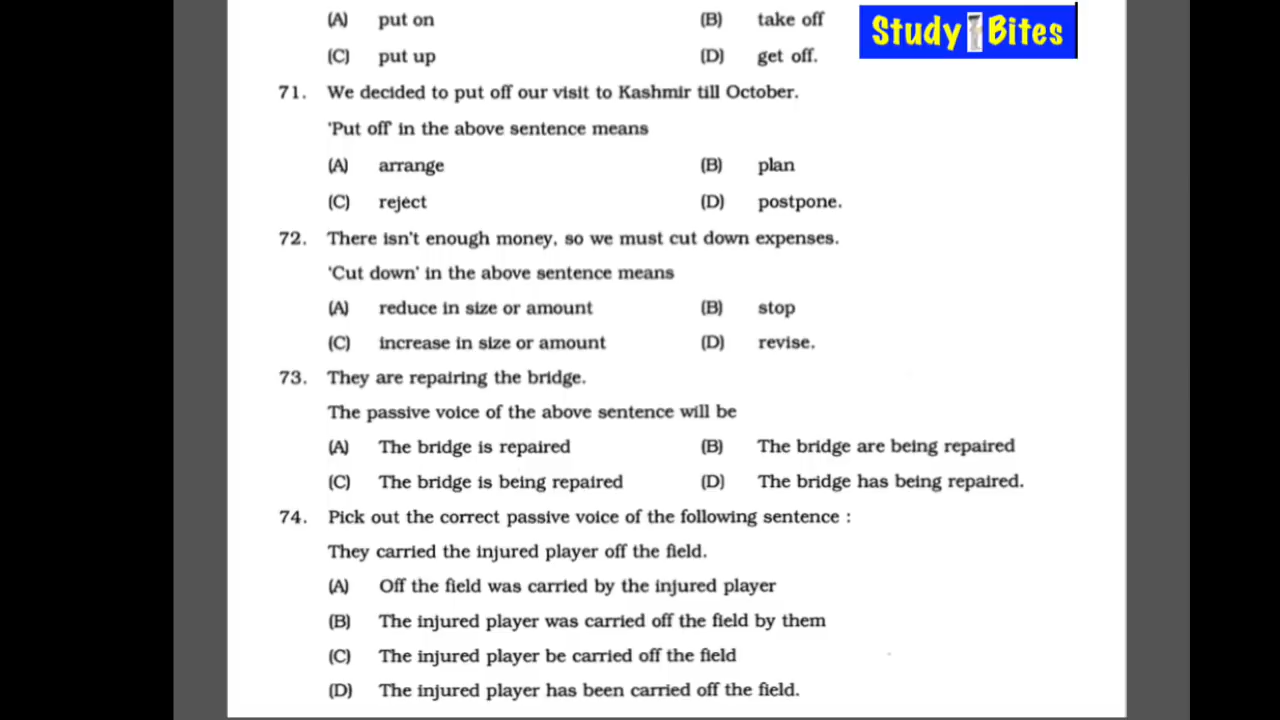 (A) put on (B) take off
Study Bites
(C) put up (D) get off.
71. We decided to put off our visit to Kashmir till October.
'Put off' in the above sentence means
(A) arrange (B) plan
(C) reject (D) postpone.
72. There isn't enough money, so we must cut down expenses.
'Cut down' in the above sentence means
(A) reduce in size or amount (B) stop
(C) increase in size or amount (D) revise.
73. They are repairing the bridge.
The passive voice of the above sentence will be
(A) The bridge is repaired (B) The bridge are being repaired
(C) The bridge is being repaired (D) The bridge has being repaired.
74. Pick out the correct passive voice of the following sentence :
They carried the injured player off the field.
(A) Off the field was carried by the injured player
(B) The injured player was carried off the field by them
(C) The injured player be carried off the field
(D) The injured player has been carried off the field.